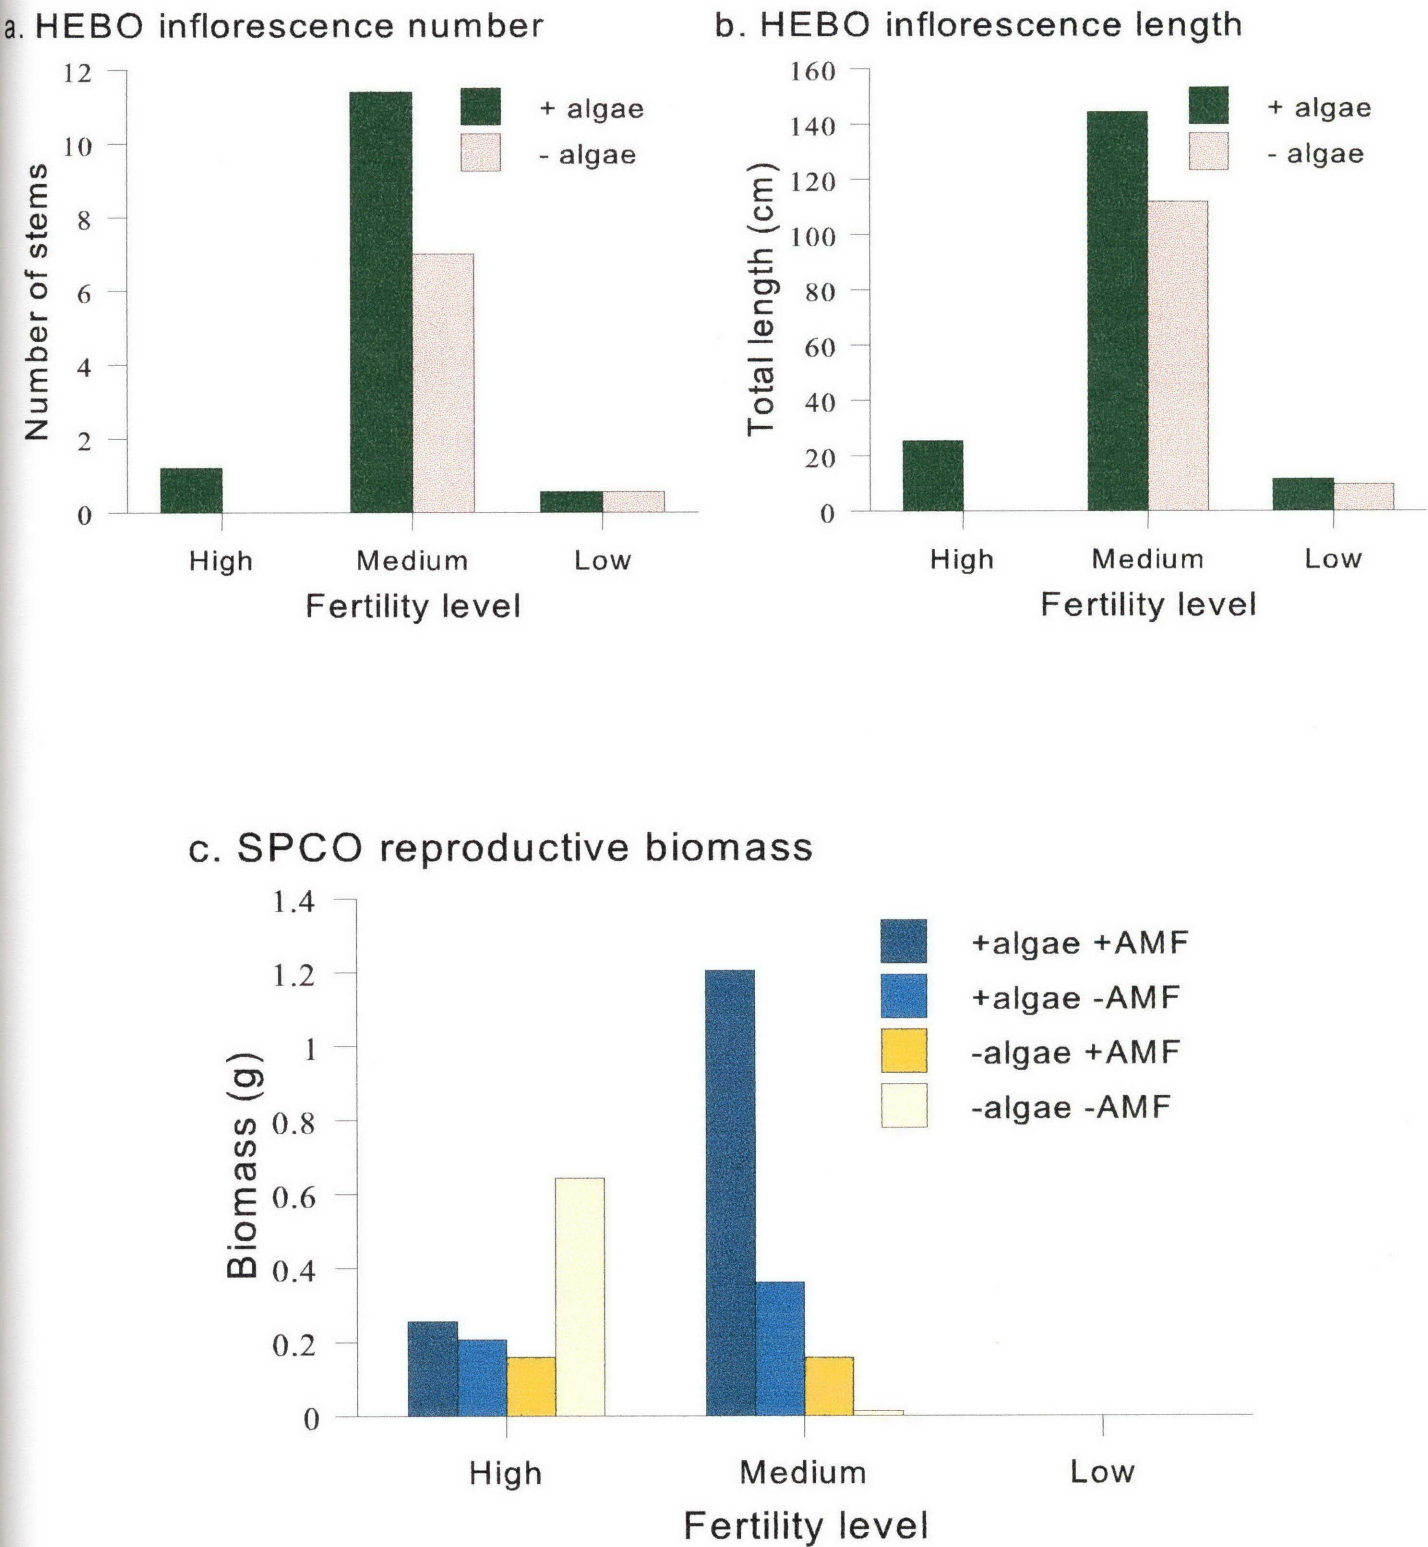 a. HEBO inflorescence number
12
10
8
6
4
2
0
Number of stems
+ algae
- algae
High Medium Low
Fertility level
b. HEBO inflorescence length
160
140
120
100
80
60
40
20
0
Total length (cm)
+ algae
- algae
High Medium Low
Fertility level
c. SPCO reproductive biomass
1.4
1.2
1
0.8
0.6
0.4
0.2
0
Biomass (g)
+algae +AMF
+algae -AMF
-algae +AMF
-algae -AMF
High Medium Low
Fertility level